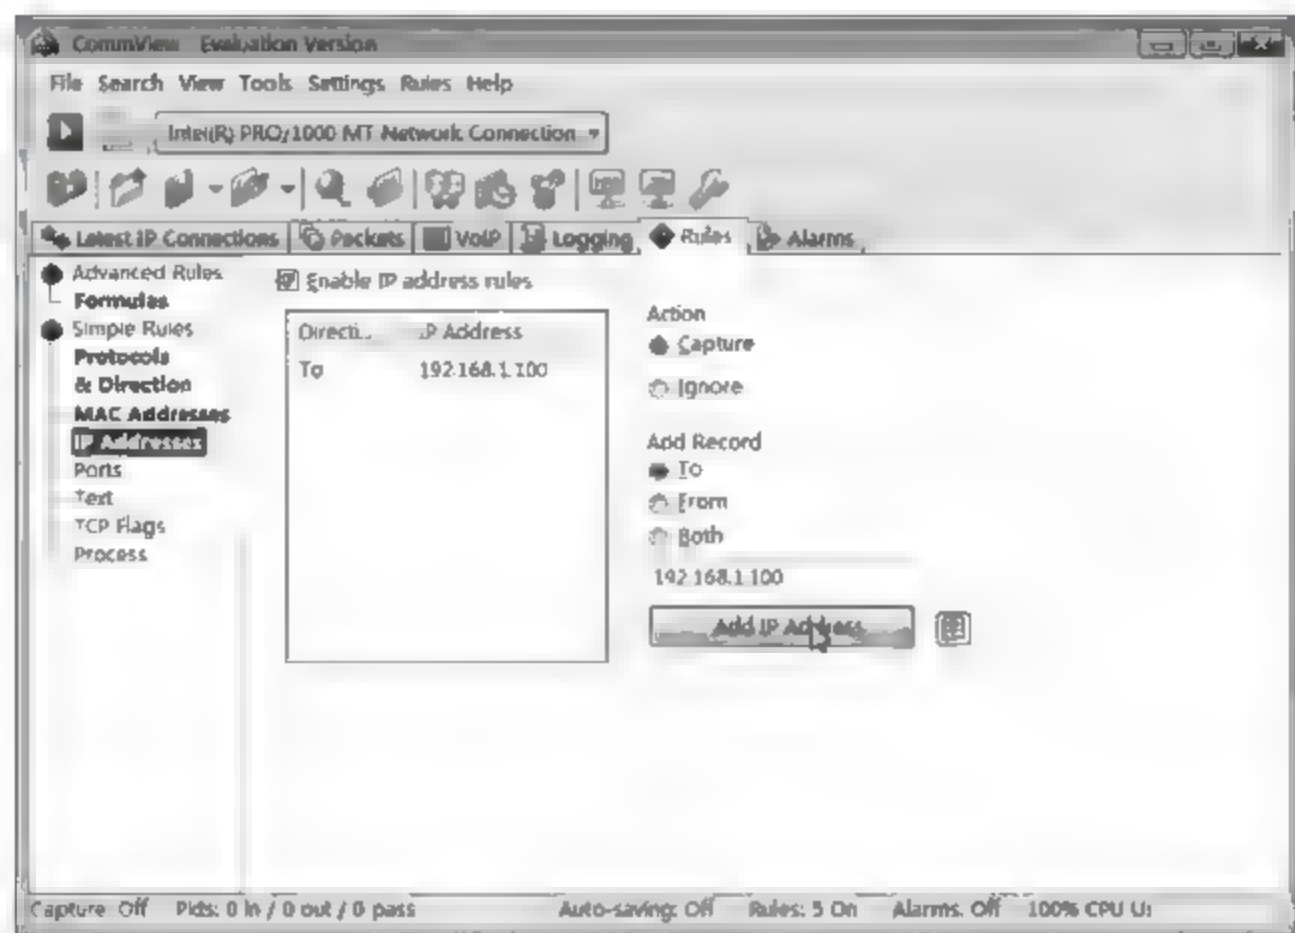 CommView Evaluation Version
File Search View Tools Settings Rules Help
Intel(R) PRO/1000 MT Network Connection
Latest IP Connections Packets VoIP Logging Rules Alarms
Advanced Rules
Formulas
Simple Rules
Protocols
& Direction
MAC Addresses
IP Addresses
Ports
Text
TCP Flags
Process
Enable IP address rules
Directi... IP Address
To 192.168.1.100
Action
Capture
Ignore
Add Record
To
From
Both
192.168.1.100
Add IP Address
Capture: Off Pkts: 0 in / 0 out / 0 pass Auto-saving: Off Rules: 5 On Alarms: Off 100% CPU U